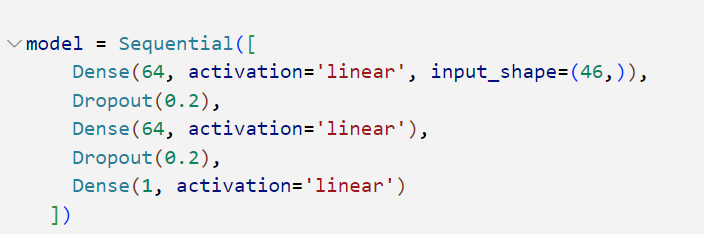 model = Sequential([
    Dense(64, activation='linear', input_shape=(46,)),
    Dropout(0.2),
    Dense(64, activation='linear'),
    Dropout(0.2),
    Dense(1, activation='linear')
  ])